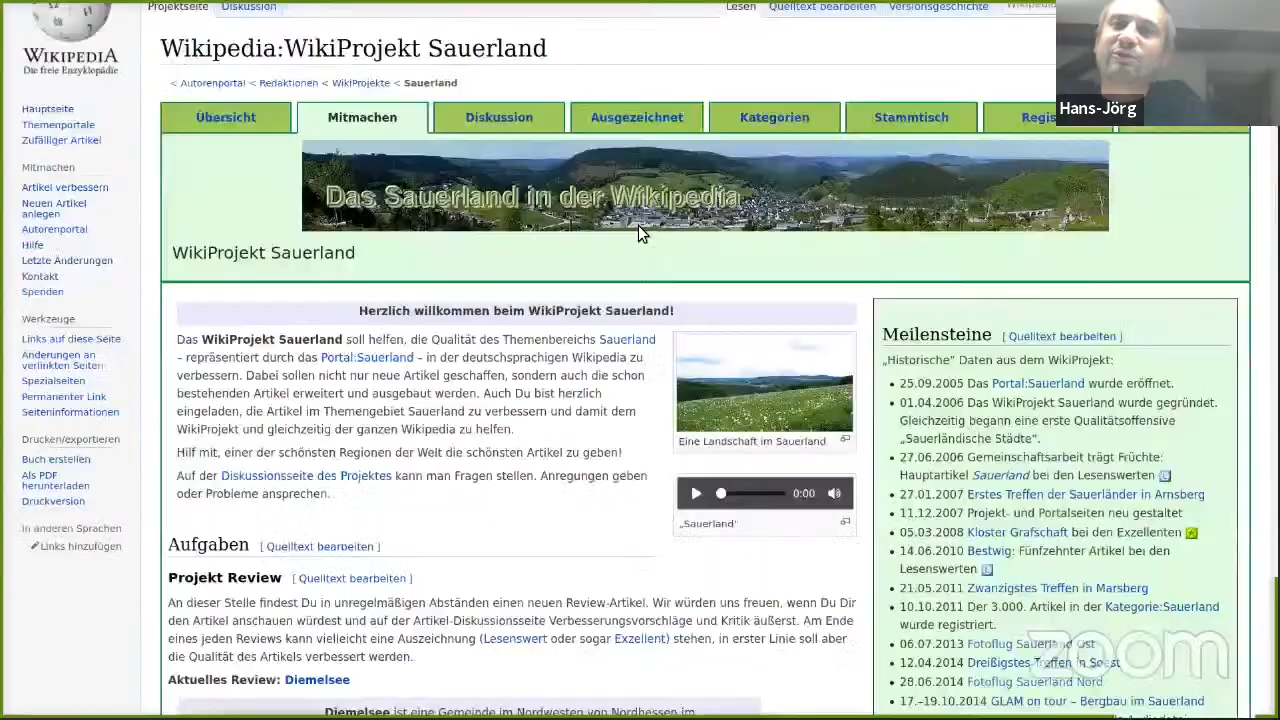 Projektseite Diskussion Lesen Quelltext bearbeiten Versionsgeschichte
WIKIPEDIA
Die freie Enzyklopädie
Hauptseite
Themenportale
Zufälliger Artikel
Mitmachen
Artikel verbessern
Neuen Artikel
anlegen
Autorenportal
Hilfe
Letzte Änderungen
Kontakt
Spenden
Werkzeuge
Links auf diese Seite
Änderungen an
verlinkten Seiten
Spezialseiten
Permanenter Link
Seiteninformationen
Drucken/exportieren
Buch erstellen
Als PDF
herunterladen
Druckversion
In anderen Sprachen
Links hinzufügen
Wikipedia:WikiProjekt Sauerland
< Autorenportal < Redaktionen < WikiProjekte < Sauerland
Übersicht Mitmachen Diskussion Ausgezeichnet Kategorien Stammtisch Regis
Hans-Jörg
Das Sauerland in der Wikipedia
WikiProjekt Sauerland
Herzlich willkommen beim WikiProjekt Sauerland!
Das WikiProjekt Sauerland soll helfen, die Qualität des Themenbereichs Sauerland
– repräsentiert durch das Portal:Sauerland – in der deutschsprachigen Wikipedia zu
verbessern. Dabei sollen nicht nur neue Artikel geschaffen, sondern auch die schon
bestehenden Artikel erweitert und ausgebaut werden. Auch Du bist herzlich
eingeladen, die Artikel im Themengebiet Sauerland zu verbessern und damit dem
WikiProjekt und gleichzeitig der ganzen Wikipedia zu helfen.
Hilf mit, einer der schönsten Regionen der Welt die schönsten Artikel zu geben!
Auf der Diskussionsseite des Projektes kann man Fragen stellen. Anregungen geben
oder Probleme ansprechen.
Eine Landschaft im Sauerland
0:00
„Sauerland"
Aufgaben [ Quelltext bearbeiten ]
Projekt Review [ Quelltext bearbeiten ]
An dieser Stelle findest Du in unregelmäßigen Abständen einen neuen Review-Artikel. Wir würden uns freuen, wenn Du Dir
den Artikel anschauen würdest und auf der Artikel-Diskussionsseite Verbesserungsvorschläge und Kritik äußerst. Am Ende
eines jeden Reviews kann vielleicht eine Auszeichnung (Lesenswert oder sogar Exzellent) stehen, in erster Linie soll aber
die Qualität des Artikels verbessert werden.
Aktuelles Review: Diemelsee
Diemelsee ist eine Gemeinde im Nordwesten von Nordhessen im
Meilensteine [ Quelltext bearbeiten ]
„Historische" Daten aus dem WikiProjekt:
• 25.09.2005 Das Portal:Sauerland wurde eröffnet.
• 01.04.2006 Das WikiProjekt Sauerland wurde gegründet.
Gleichzeitig begann eine erste Qualitätsoffensive
„Sauerländische Städte".
• 27.06.2006 Gemeinschaftsarbeit trägt Früchte:
Hauptartikel Sauerland bei den Lesenswerten
• 27.01.2007 Erstes Treffen der Sauerländer in Arnsberg
• 11.12.2007 Projekt- und Portalseiten neu gestaltet
• 05.03.2008 Kloster Grafschaft bei den Exzellenten
• 14.06.2010 Bestwig: Fünfzehnter Artikel bei den
Lesenswerten
• 21.05.2011 Zwanzigstes Treffen in Marsberg
• 10.10.2011 Der 3.000. Artikel in der Kategorie:Sauerland
wurde registriert.
• 06.07.2013 Fotoflug Sauerland Ost
• 12.04.2014 Dreißigstes Treffen in Soest
• 28.06.2014 Fotoflug Sauerland Nord
• 17.–19.10.2014 GLAM on tour – Bergbau im Sauerland
zoom